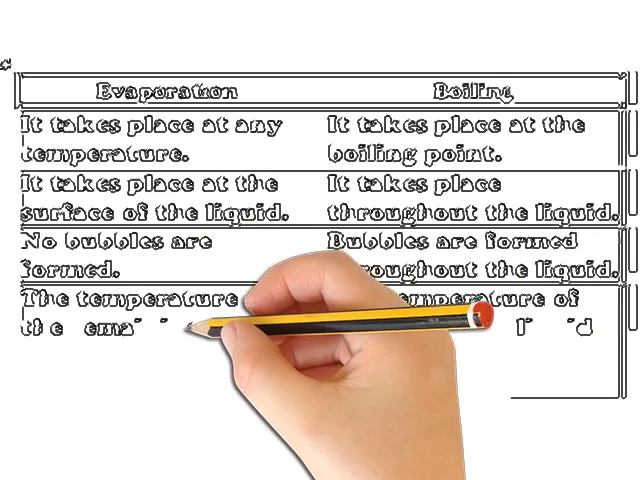 Evaporation Boiling
It takes place at any It takes place at the
temperature. boiling point.
It takes place at the It takes place
surface of the liquid. throughout the liquid.
No bubbles are Bubbles are formed
formed. throughout the liquid.
The temperature temperature of
the